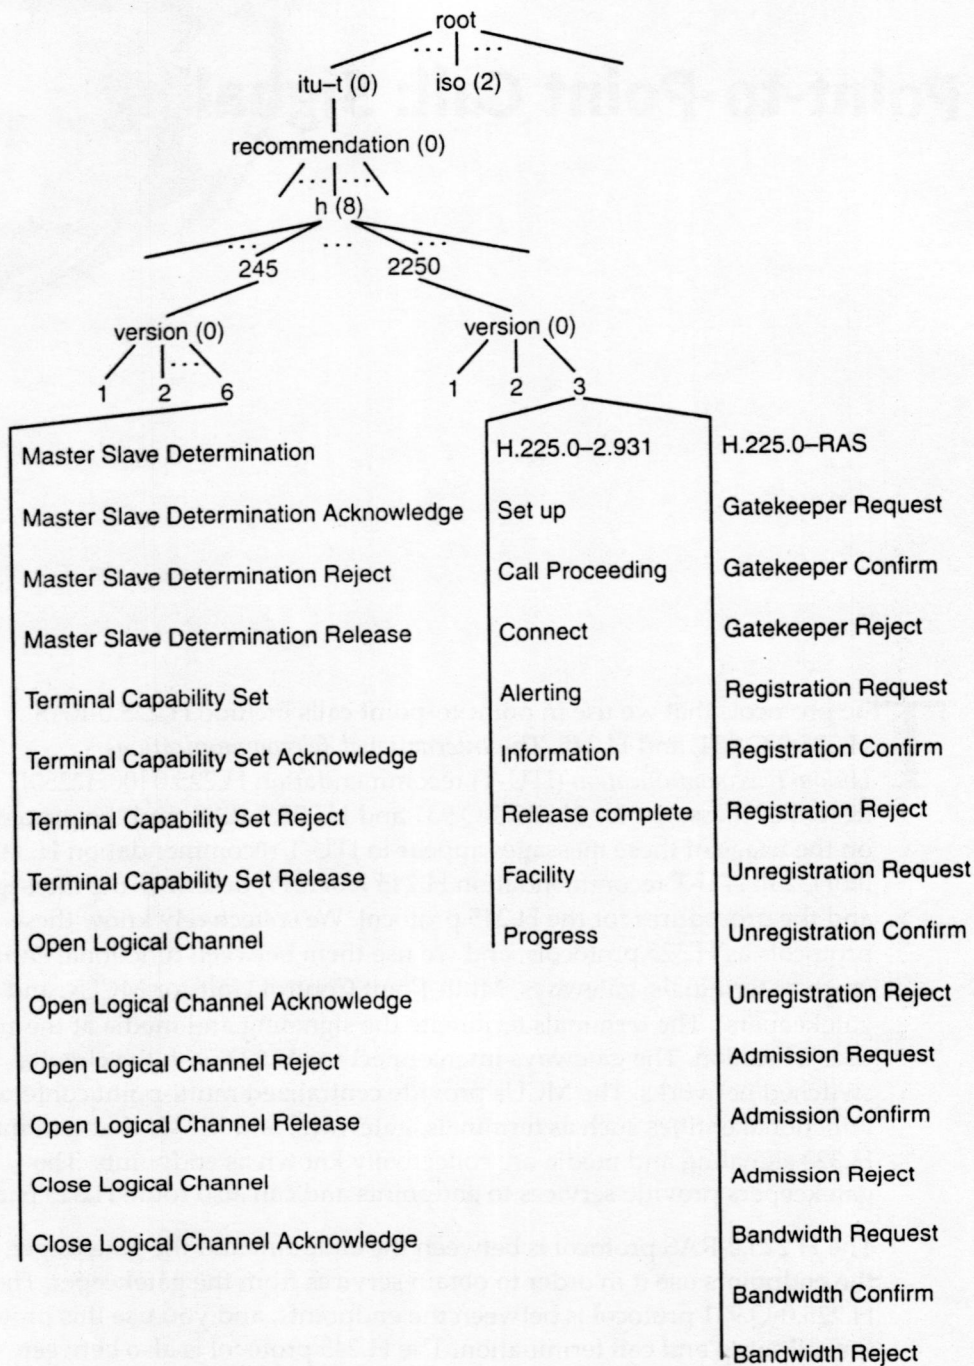 root
... ...
itu–t (0) iso (2)
recommendation (0)
... ...
h (8)
... ... ...
245 2250
version (0) version (0)
...
1 2 6 1 2 3
Master Slave Determination
Master Slave Determination Acknowledge
Master Slave Determination Reject
Master Slave Determination Release
Terminal Capability Set
Terminal Capability Set Acknowledge
Terminal Capability Set Reject
Terminal Capability Set Release
Open Logical Channel
Open Logical Channel Acknowledge
Open Logical Channel Reject
Open Logical Channel Release
Close Logical Channel
Close Logical Channel Acknowledge
H.225.0–2.931
Set up
Call Proceeding
Connect
Alerting
Information
Release complete
Facility
Progress
H.225.0–RAS
Gatekeeper Request
Gatekeeper Confirm
Gatekeeper Reject
Registration Request
Registration Confirm
Registration Reject
Unregistration Request
Unregistration Confirm
Unregistration Reject
Admission Request
Admission Confirm
Admission Reject
Bandwidth Request
Bandwidth Confirm
Bandwidth Reject